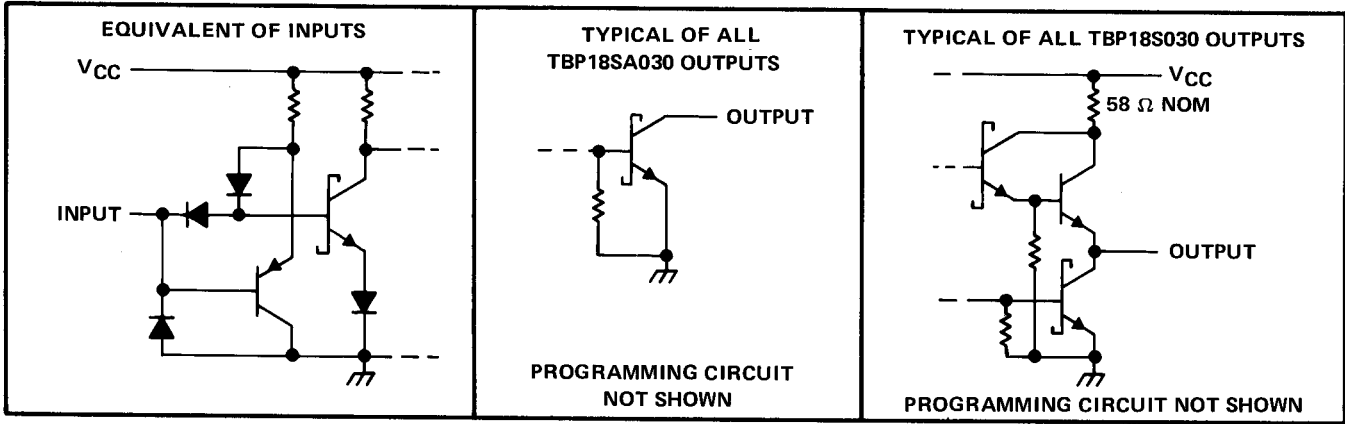 EQUIVALENT OF INPUTS
VCC
INPUT
TYPICAL OF ALL
TBP18SA030 OUTPUTS
OUTPUT
PROGRAMMING CIRCUIT
NOT SHOWN
TYPICAL OF ALL TBP18S030 OUTPUTS
VCC
58 Ω NOM
OUTPUT
PROGRAMMING CIRCUIT NOT SHOWN